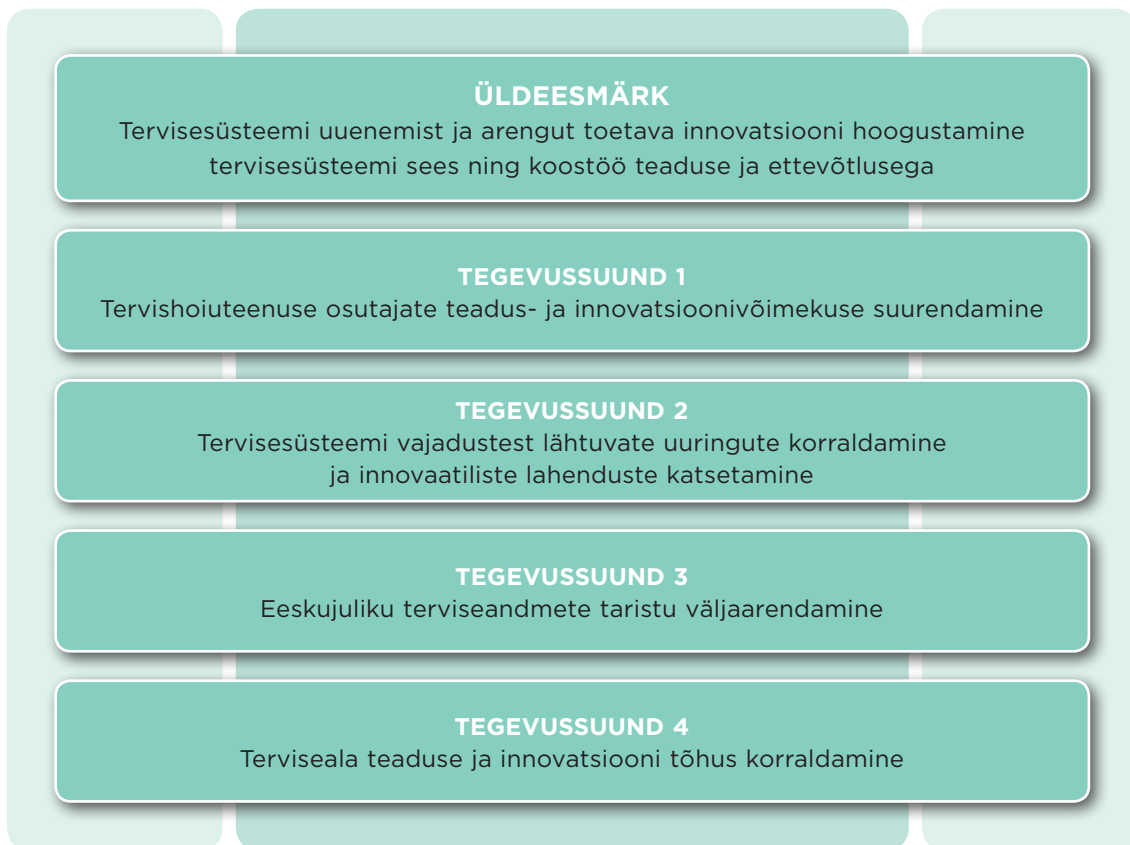 ÜLDEESMÄRK
Tervisesüsteemi uuenemist ja arengut toetava innovatsiooni hoogustamine
tervisesüsteemi sees ning koostöö teaduse ja ettevõtlusega
TEGEVUSSUUND 1
Tervishoiuteenuse osutajate teadus- ja innovatsioonivõimekuse suurendamine
TEGEVUSSUUND 2
Tervisesüsteemi vajadustest lähtuvate uuringute korraldamine
ja innovaatiliste lahenduste katsetamine
TEGEVUSSUUND 3
Eeskujuliku terviseandmete taristu väljaarendamine
TEGEVUSSUUND 4
Terviseala teaduse ja innovatsiooni tõhus korraldamine